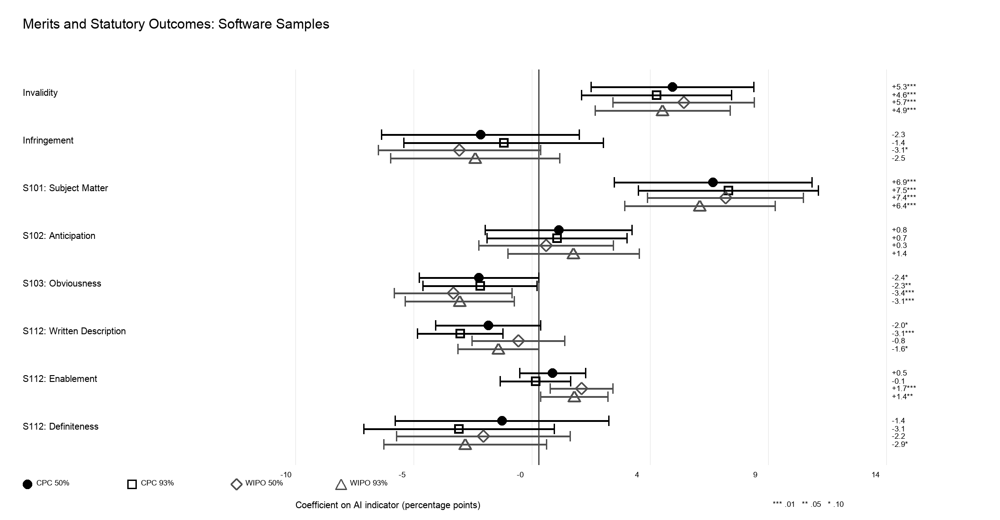 Merits and Statutory Outcomes: Software Samples
Invalidity
+5.3***
+4.6***
+5.7***
+4.9***
Infringement
-2.3
-1.4
-3.1*
-2.5
S101: Subject Matter
+6.9***
+7.5***
+7.4***
+6.4***
S102: Anticipation
+0.8
+0.7
+0.3
+1.4
S103: Obviousness
-2.4*
-2.3**
-3.4***
-3.1***
S112: Written Description
-2.0*
-3.1***
-0.8
-1.6*
S112: Enablement
+0.5
-0.1
+1.7***
+1.4**
S112: Definiteness
-1.4
-3.1
-2.2
-2.9*
-10 -5 -0 4 9 14
CPC 50% CPC 93% WIPO 50% WIPO 93%
Coefficient on AI indicator (percentage points)
*** .01 ** .05 * .10